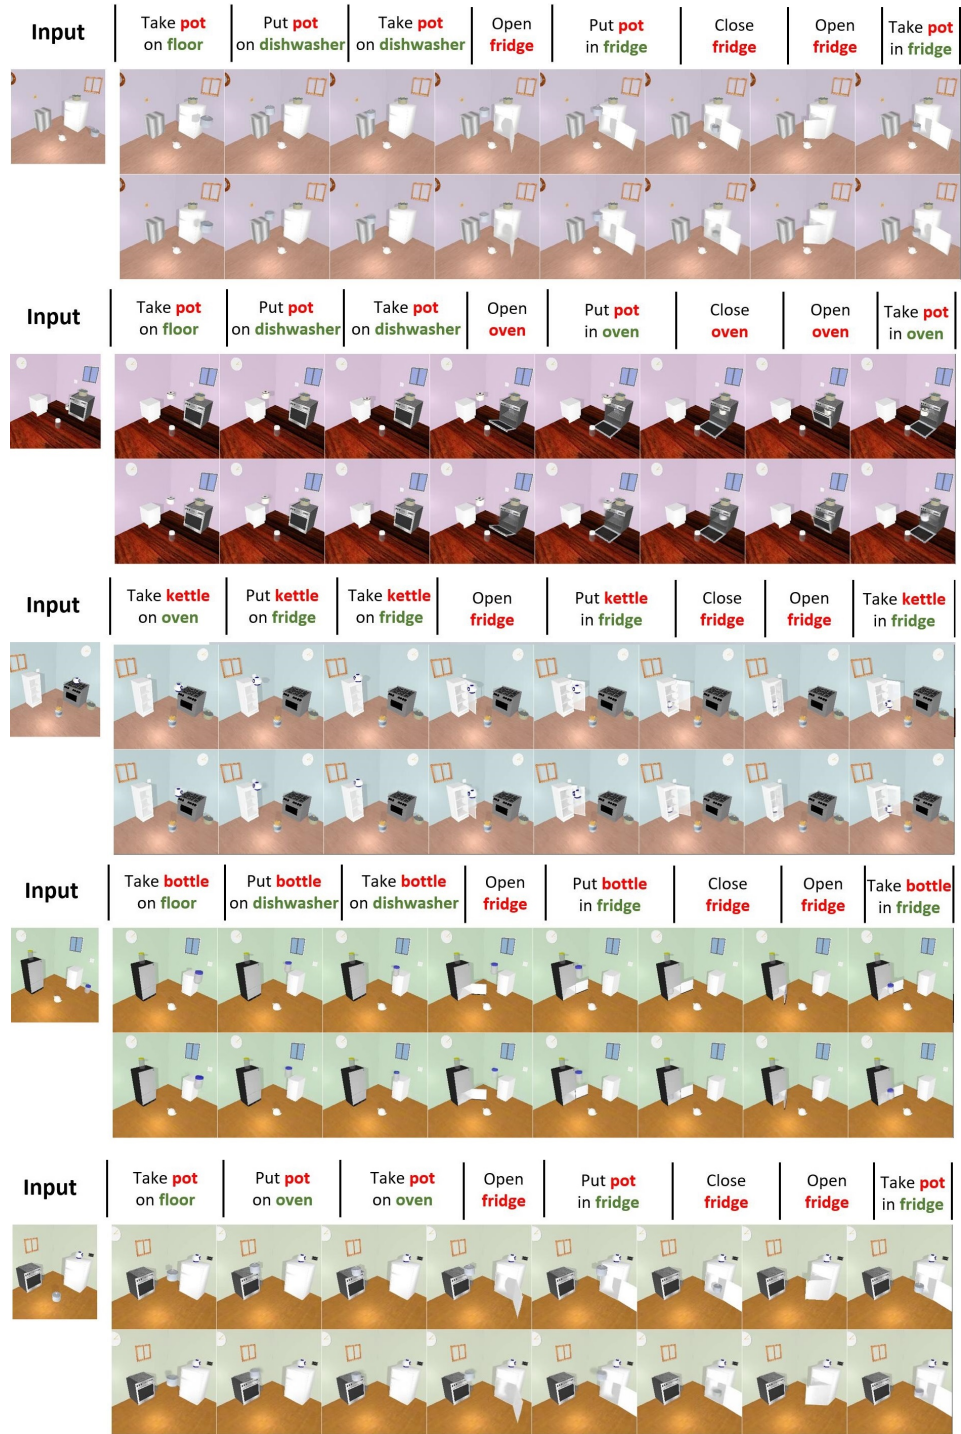 Input
Take pot on floor
Put pot on dishwasher
Take pot on dishwasher
Open fridge
Put pot in fridge
Close fridge
Open fridge
Take pot in fridge
Input
Take pot on floor
Put pot on dishwasher
Take pot on dishwasher
Open oven
Put pot in oven
Close oven
Open oven
Take pot in oven
Input
Take kettle on oven
Put kettle on fridge
Take kettle on fridge
Open fridge
Put kettle in fridge
Close fridge
Open fridge
Take kettle in fridge
Input
Take bottle on floor
Put bottle on dishwasher
Take bottle on dishwasher
Open fridge
Put bottle in fridge
Close fridge
Open fridge
Take bottle in fridge
Input
Take pot on floor
Put pot on oven
Take pot on oven
Open fridge
Put pot in fridge
Close fridge
Open fridge
Take pot in fridge